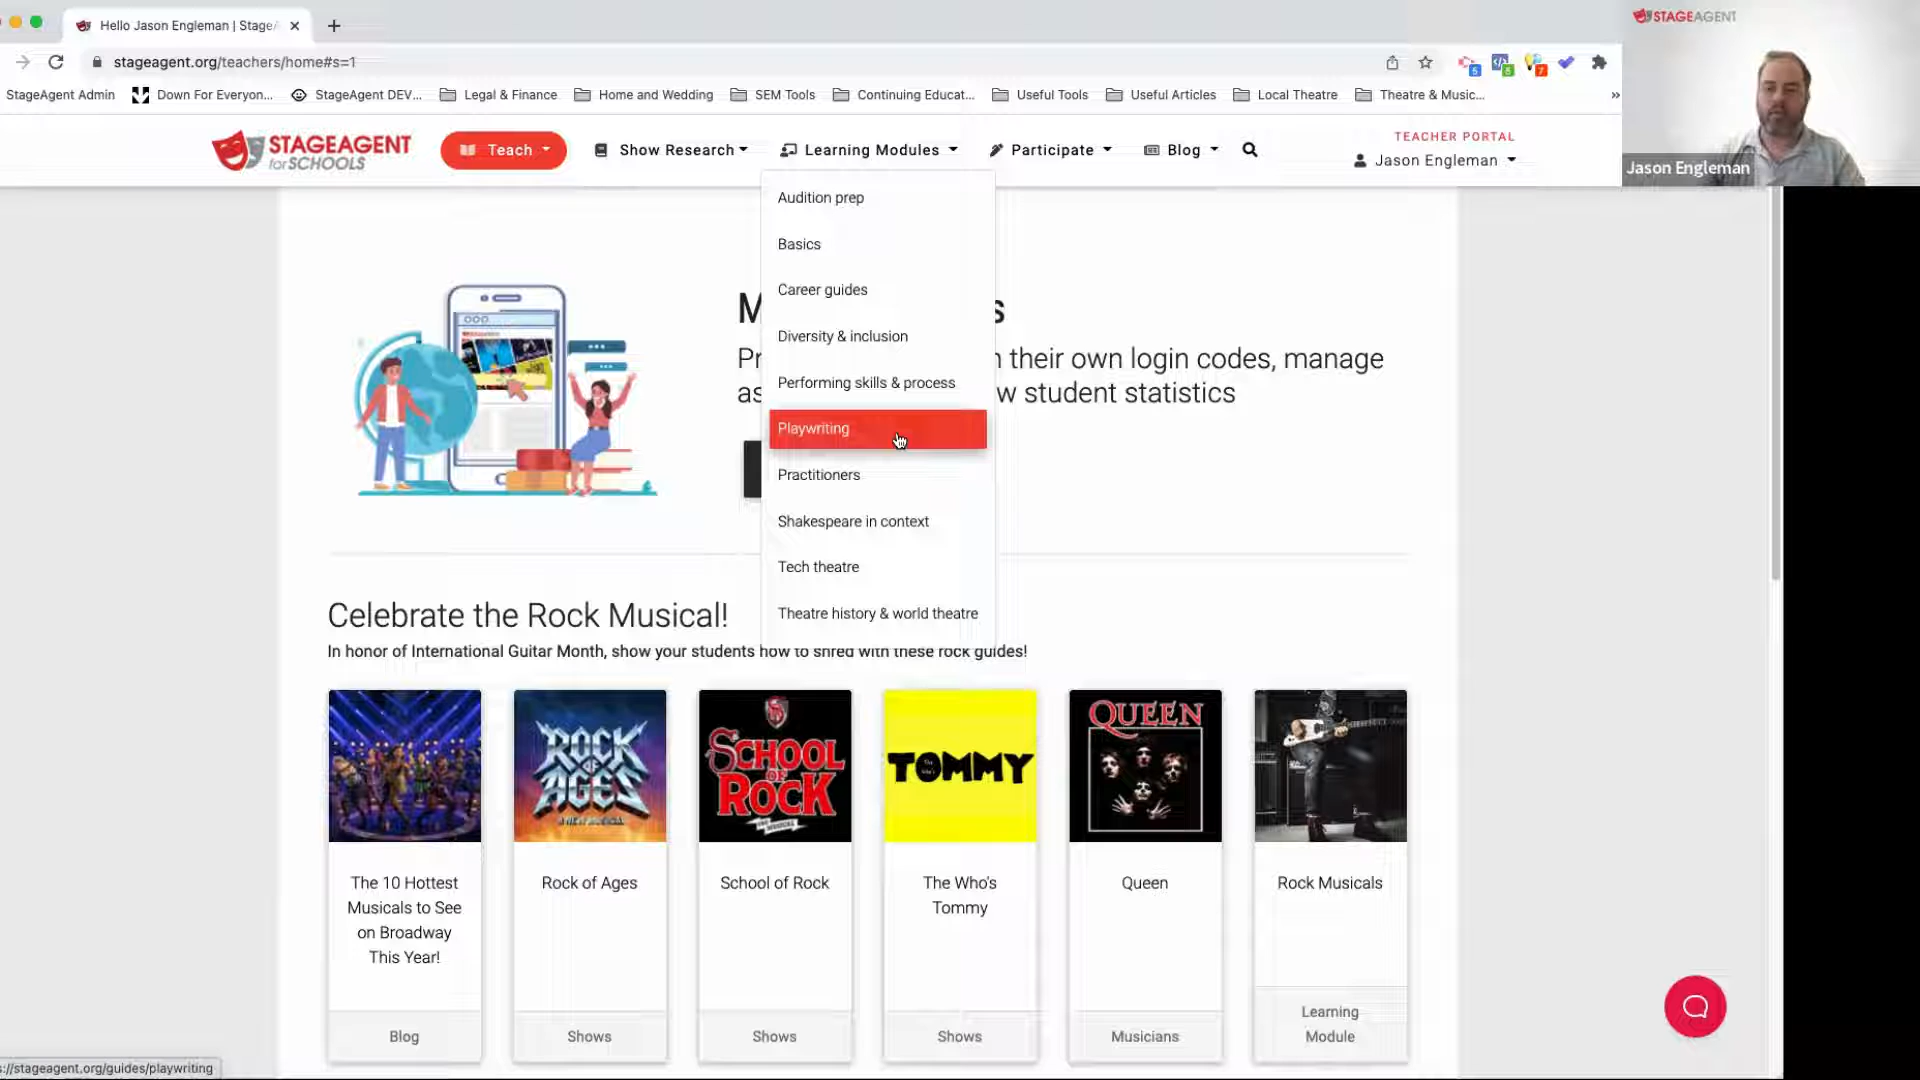 Hello Jason Engleman | Stage
stageagent.org/teachers/home#s=1
5
5
7
StageAgent Admin
Down For Everyon...
StageAgent DEV...
Legal & Finance
Home and Wedding
SEM Tools
Continuing Educat...
Useful Tools
Useful Articles
Local Theatre
Theatre & Music...
»
STAGEAGENT
Jason Engleman
STAGEAGENT
for SCHOOLS
Teach
Show Research
Learning Modules
Participate
Blog
TEACHER PORTAL
Jason Engleman
Audition prep
Basics
Career guides
Diversity & inclusion
Performing skills & process
Playwriting
Practitioners
Shakespeare in context
Tech theatre
Theatre history & world theatre
M s
Pr their own login codes, manage
as w student statistics
Celebrate the Rock Musical!
In honor of International Guitar Month, show your students how to shred with these rock guides!
ROCK
OF
AGES
SCHOOL
OF
ROCK
THE MUSICAL
TOMMY
QUEEN
The 10 Hottest
Musicals to See
on Broadway
This Year!
Blog
Rock of Ages
Shows
School of Rock
Shows
The Who's
Tommy
Shows
Queen
Musicians
Rock Musicals
Learning
Module
://stageagent.org/guides/playwriting